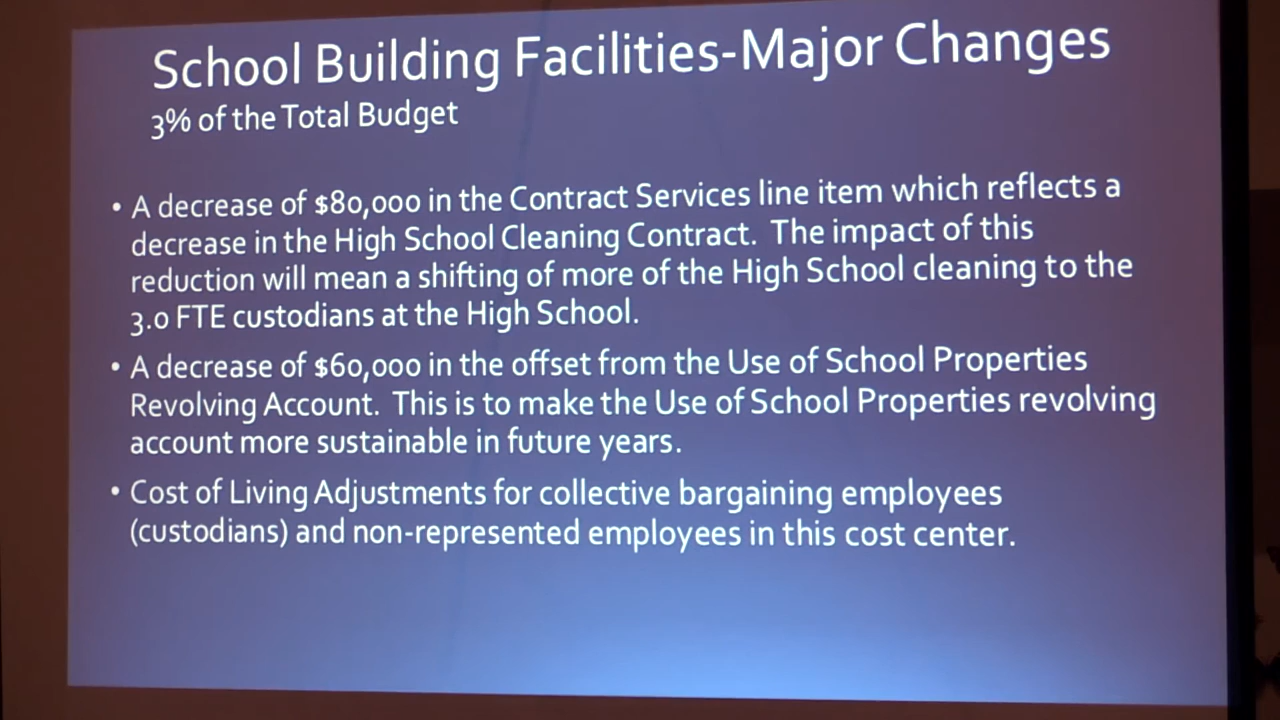 School Building Facilities-Major Changes
3% of the Total Budget
• A decrease of $80,000 in the Contract Services line item which reflects a
decrease in the High School Cleaning Contract.  The impact of this
reduction will mean a shifting of more of the High School cleaning to the
3.0 FTE custodians at the High School.
• A decrease of $60,000 in the offset from the Use of School Properties
Revolving Account.  This is to make the Use of School Properties revolving
account more sustainable in future years.
• Cost of Living Adjustments for collective bargaining employees
(custodians) and non-represented employees in this cost center.